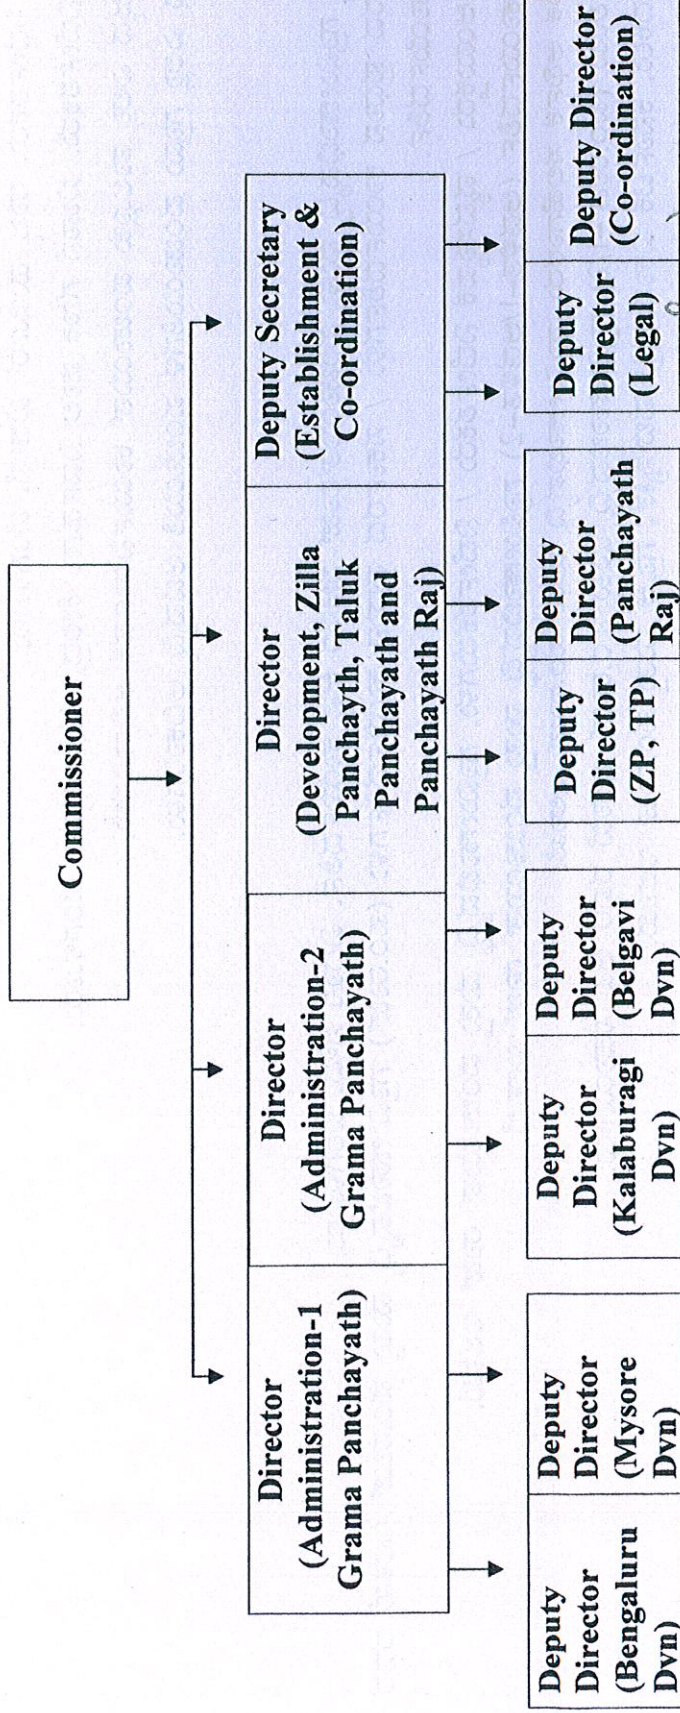 Commissioner
Director
(Administration-1
Grama Panchayath)
Director
(Administration-2
Grama Panchayath)
Director
(Development, Zilla
Panchayth, Taluk
Panchayath and
Panchayath Raj)
Deputy Secretary
(Establishment &
Co-ordination)
Deputy
Director
(Bengaluru
Dvn)
Deputy
Director
(Mysore
Dvn)
Deputy
Director
(Kalaburagi
Dvn)
Deputy
Director
(Belgavi
Dvn)
Deputy
Director
(ZP, TP)
Deputy
Director
(Panchayath
Raj)
Deputy
Director
(Legal)
Deputy Director
(Co-ordination)